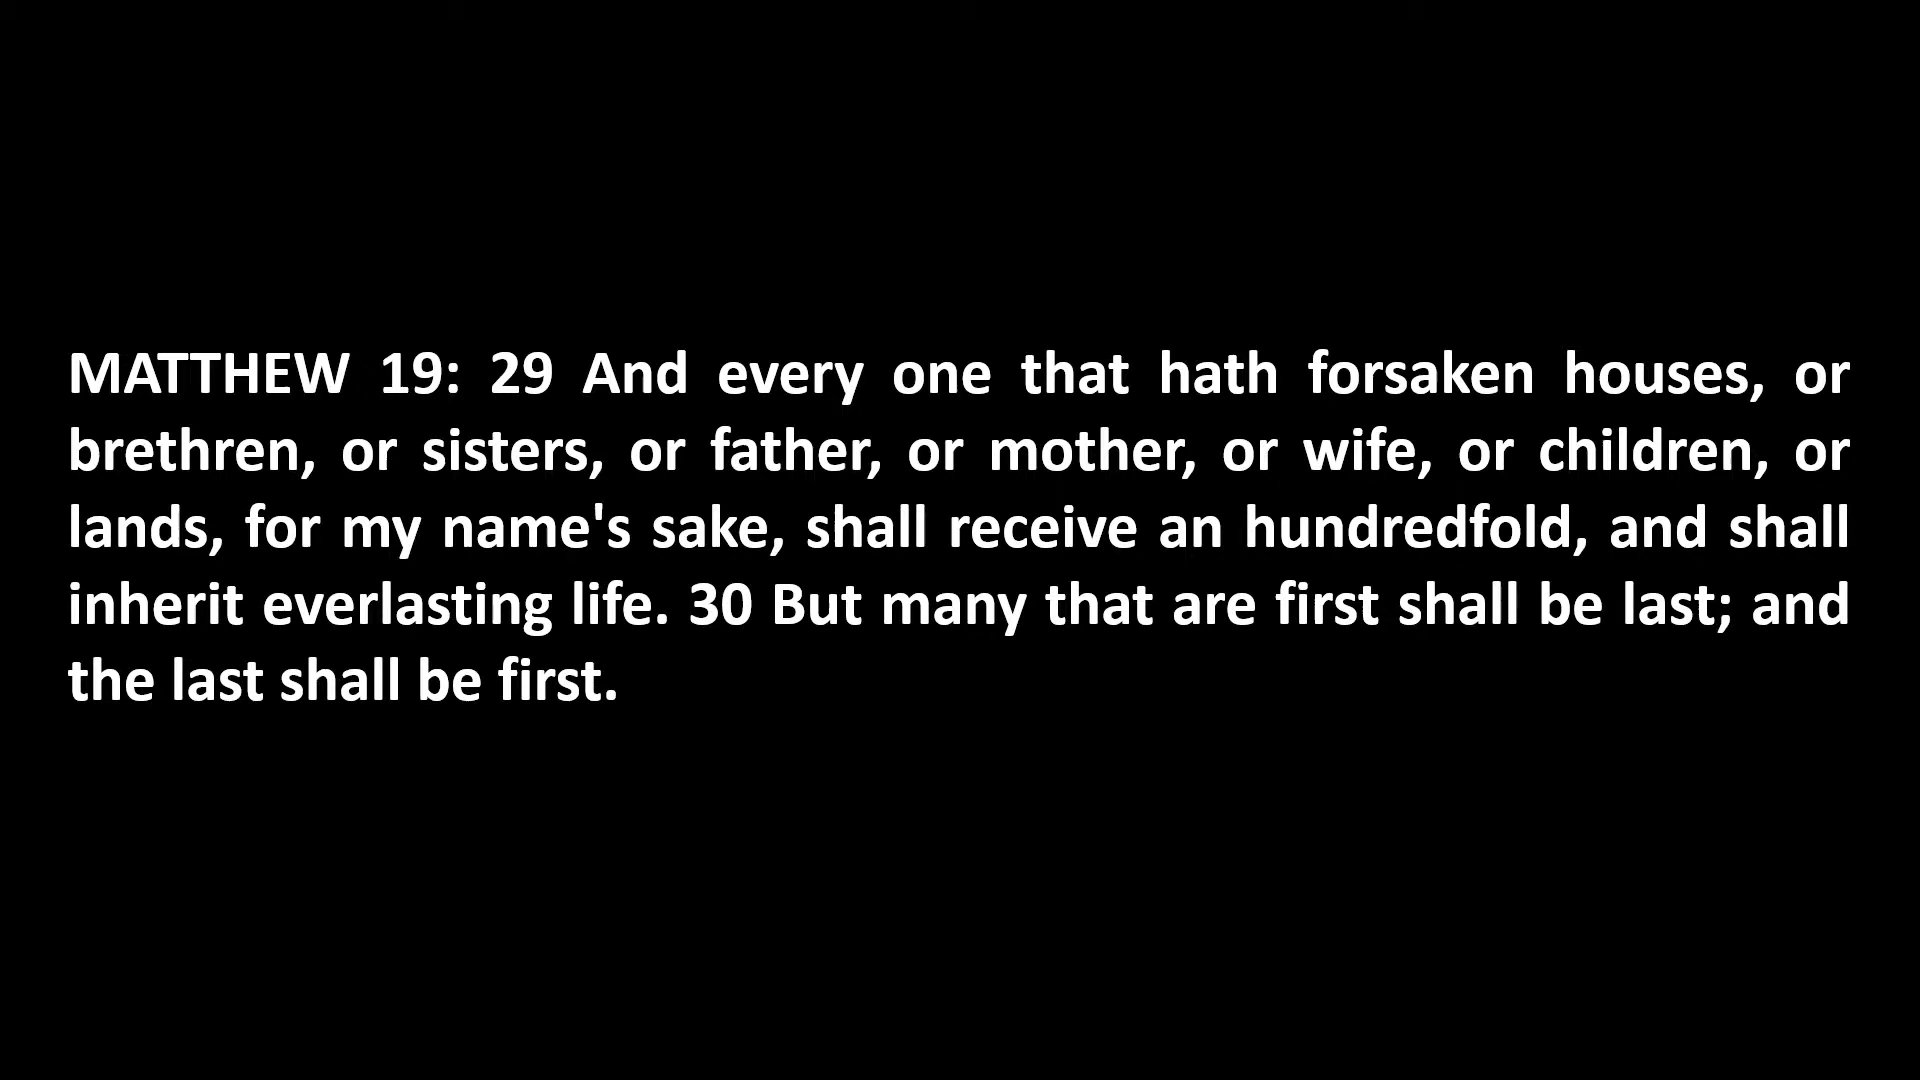 MATTHEW 19: 29 And every one that hath forsaken houses, or
brethren, or sisters, or father, or mother, or wife, or children, or
lands, for my name's sake, shall receive an hundredfold, and shall
inherit everlasting life. 30 But many that are first shall be last; and
the last shall be first.